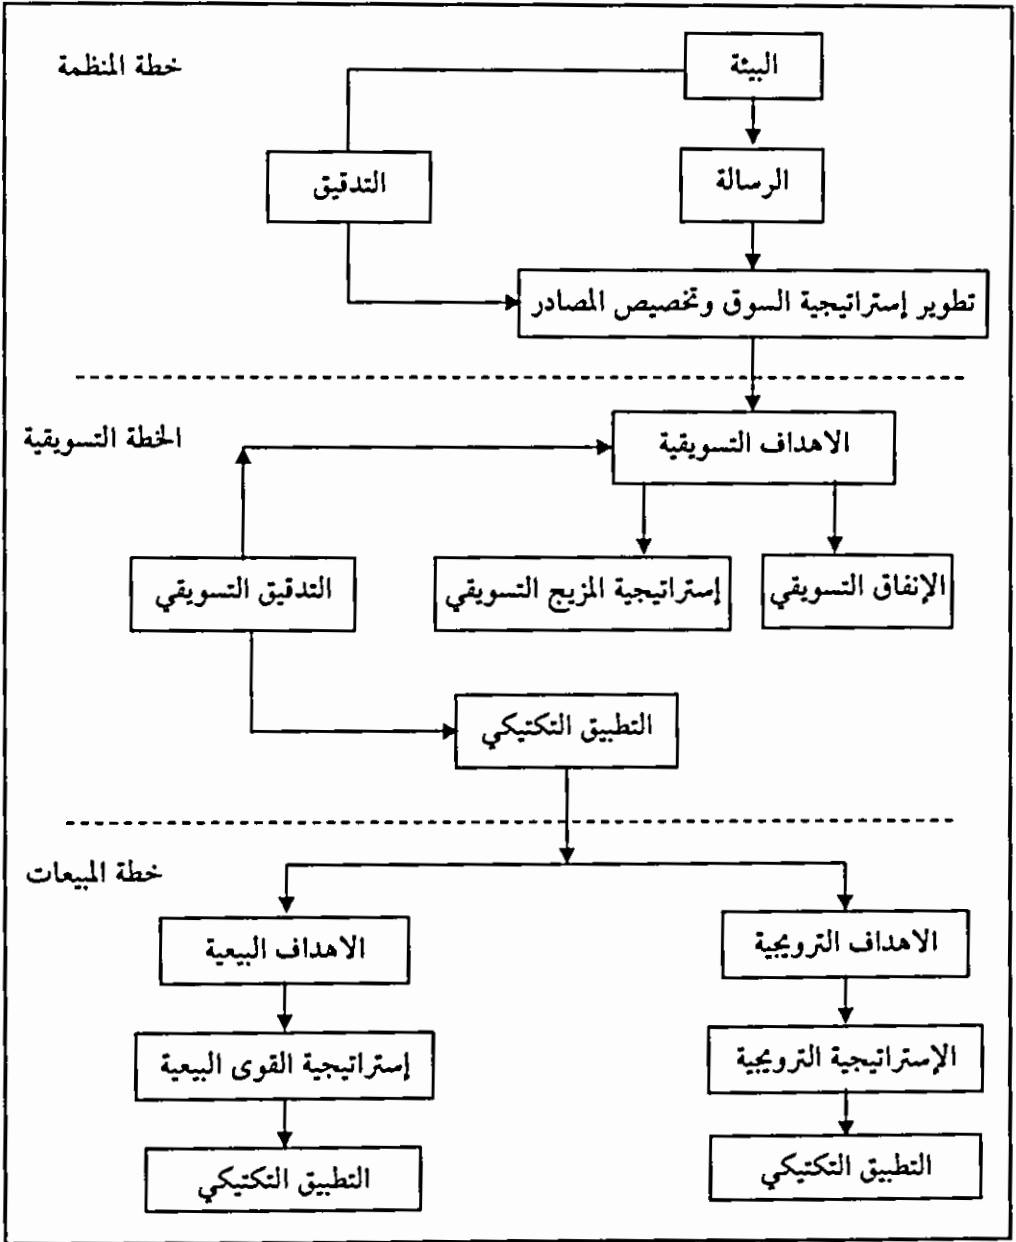 خطة المنظمة
البيئة
التدقيق
الرسالة
تطوير إستراتيجية السوق وتخصيص المصادر
الخطة التسويقية
الاهداف التسويقية
الإنفاق التسويقي
إستراتيجية المزيج التسويقي
التدقيق التسويقي
التطبيق التكتيكي
خطة المبيعات
الاهداف الترويجية
الاهداف البيعية
الإستراتيجية الترويجية
إستراتيجية القوى البيعية
التطبيق التكتيكي
التطبيق التكتيكي